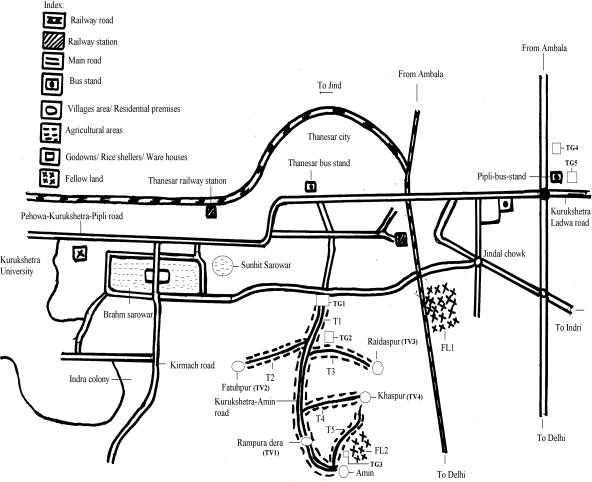 Index:
Railway road
Railway station
Main road
Bus stand
Villages area/ Residential premises
Agricultural areas
Godowns/ Rice shellers/ Ware houses
Fellow land
From Ambala
From Ambala
To Jind
Thanesar city
Thanesar bus stand
Thanesar railway station
TG4
TG5
Pipli-bus-stand
Kurukshetra
Ladwa road
Pehowa-Kurukshetra-Pipli road
Kurukshetra
University
Sunhit Sarowar
Jindal chowk
Brahm sarowar
TG1
T1
TG2
Raidaspur (TV3)
FL1
To Indri
Kirmach road
Indra colony
T2
T3
Fatuhpur (TV2)
Kurukshetra-Amin
road
Khaspur (TV4)
T4
T5
Rampura dera
(TV1)
FL2
TG3
Amin
To Delhi
To Delhi